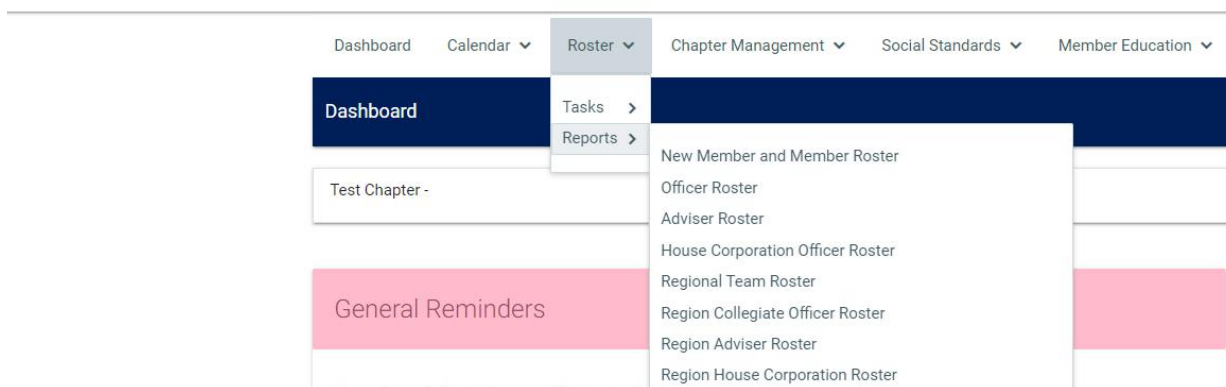 Dashboard Calendar Roster Chapter Management Social Standards Member Education
Dashboard
Tasks
Reports
New Member and Member Roster
Officer Roster
Adviser Roster
House Corporation Officer Roster
Regional Team Roster
Region Collegiate Officer Roster
Region Adviser Roster
Region House Corporation Roster
Test Chapter -
General Reminders